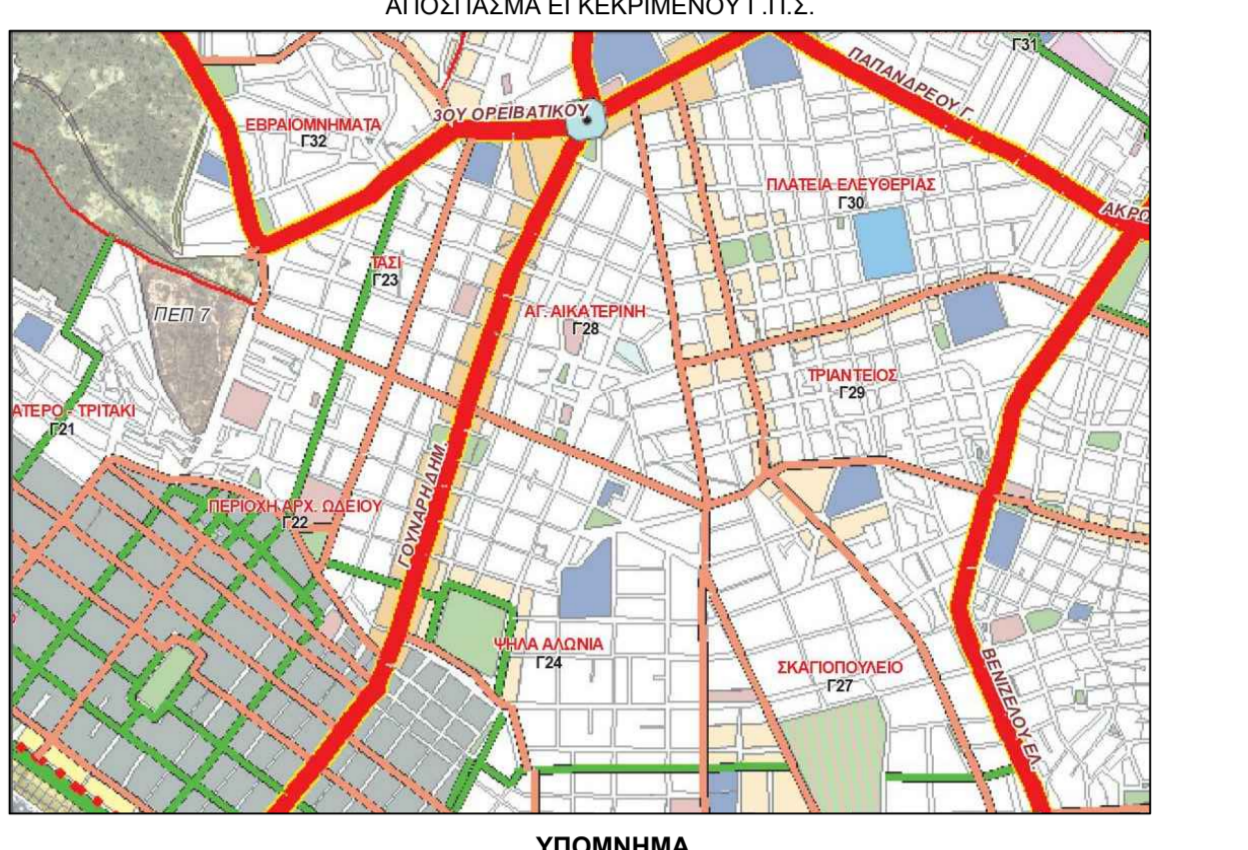 ΑΠΟΣΠΑΣΜΑ ΕΓΚΕΚΡΙΜΕΝΟΥ Γ.Π.Σ.
Γ31
ΠΑΠΑΝΔΡΕΟΥ Γ.
3ΟΥ ΟΡΕΙΒΑΤΙΚΟΥ
ΕΒΡΑΙΟΜΝΗΜΑΤΑ
Γ32
ΠΛΑΤΕΙΑ ΕΛΕΥΘΕΡΙΑΣ
Γ30
ΑΚΡΩ
ΤΑΣΙ
Γ23
ΠΕΠ 7
ΑΓ. ΑΙΚΑΤΕΡΙΝΗ
Γ28
ΤΡΙΑΝΤΕΙΟΣ
Γ29
ΑΤΕΡΟ - ΤΡΙΤΑΚΙ
Γ21
ΓΟΥΝΑΡΗ ΔΗΜ.
ΠΕΡΙΟΧΗ ΑΡΧ. ΩΔΕΙΟΥ
Γ22
ΨΗΛΑ ΑΛΩΝΙΑ
Γ24
ΣΚΑΓΙΟΠΟΥΛΕΙΟ
Γ27
ΒΕΝΙΖΕΛΟΥ ΕΛ.
ΥΠΟΜΝΗΜΑ